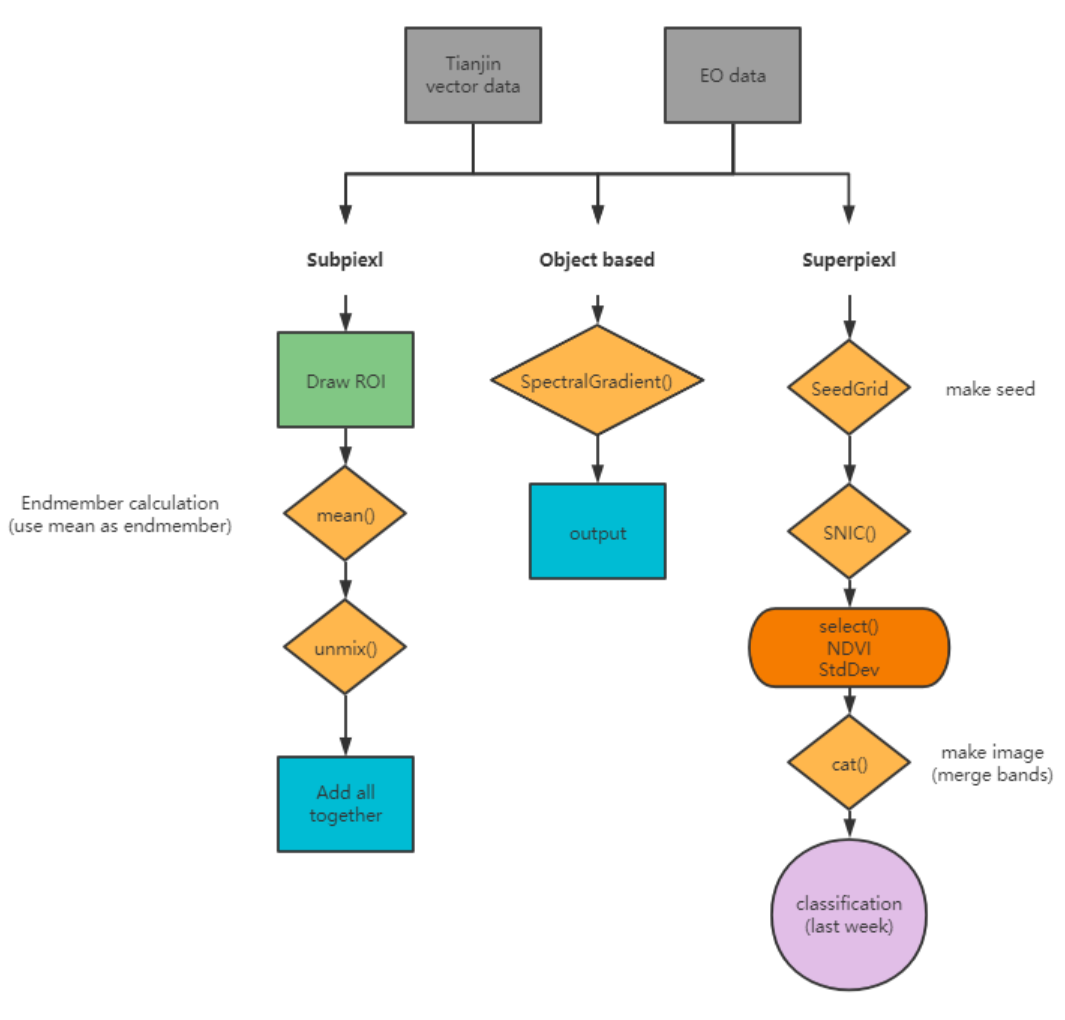 Tianjin
vector data
EO data
Subpiexl
Object based
Superpiexl
Draw ROI
SpectralGradient()
SeedGrid
make seed
Endmember calculation
(use mean as endmember)
mean()
output
SNIC()
unmix()
select()
NDVI
StdDev
Add all
together
cat()
make image
(merge bands)
classification
(last week)